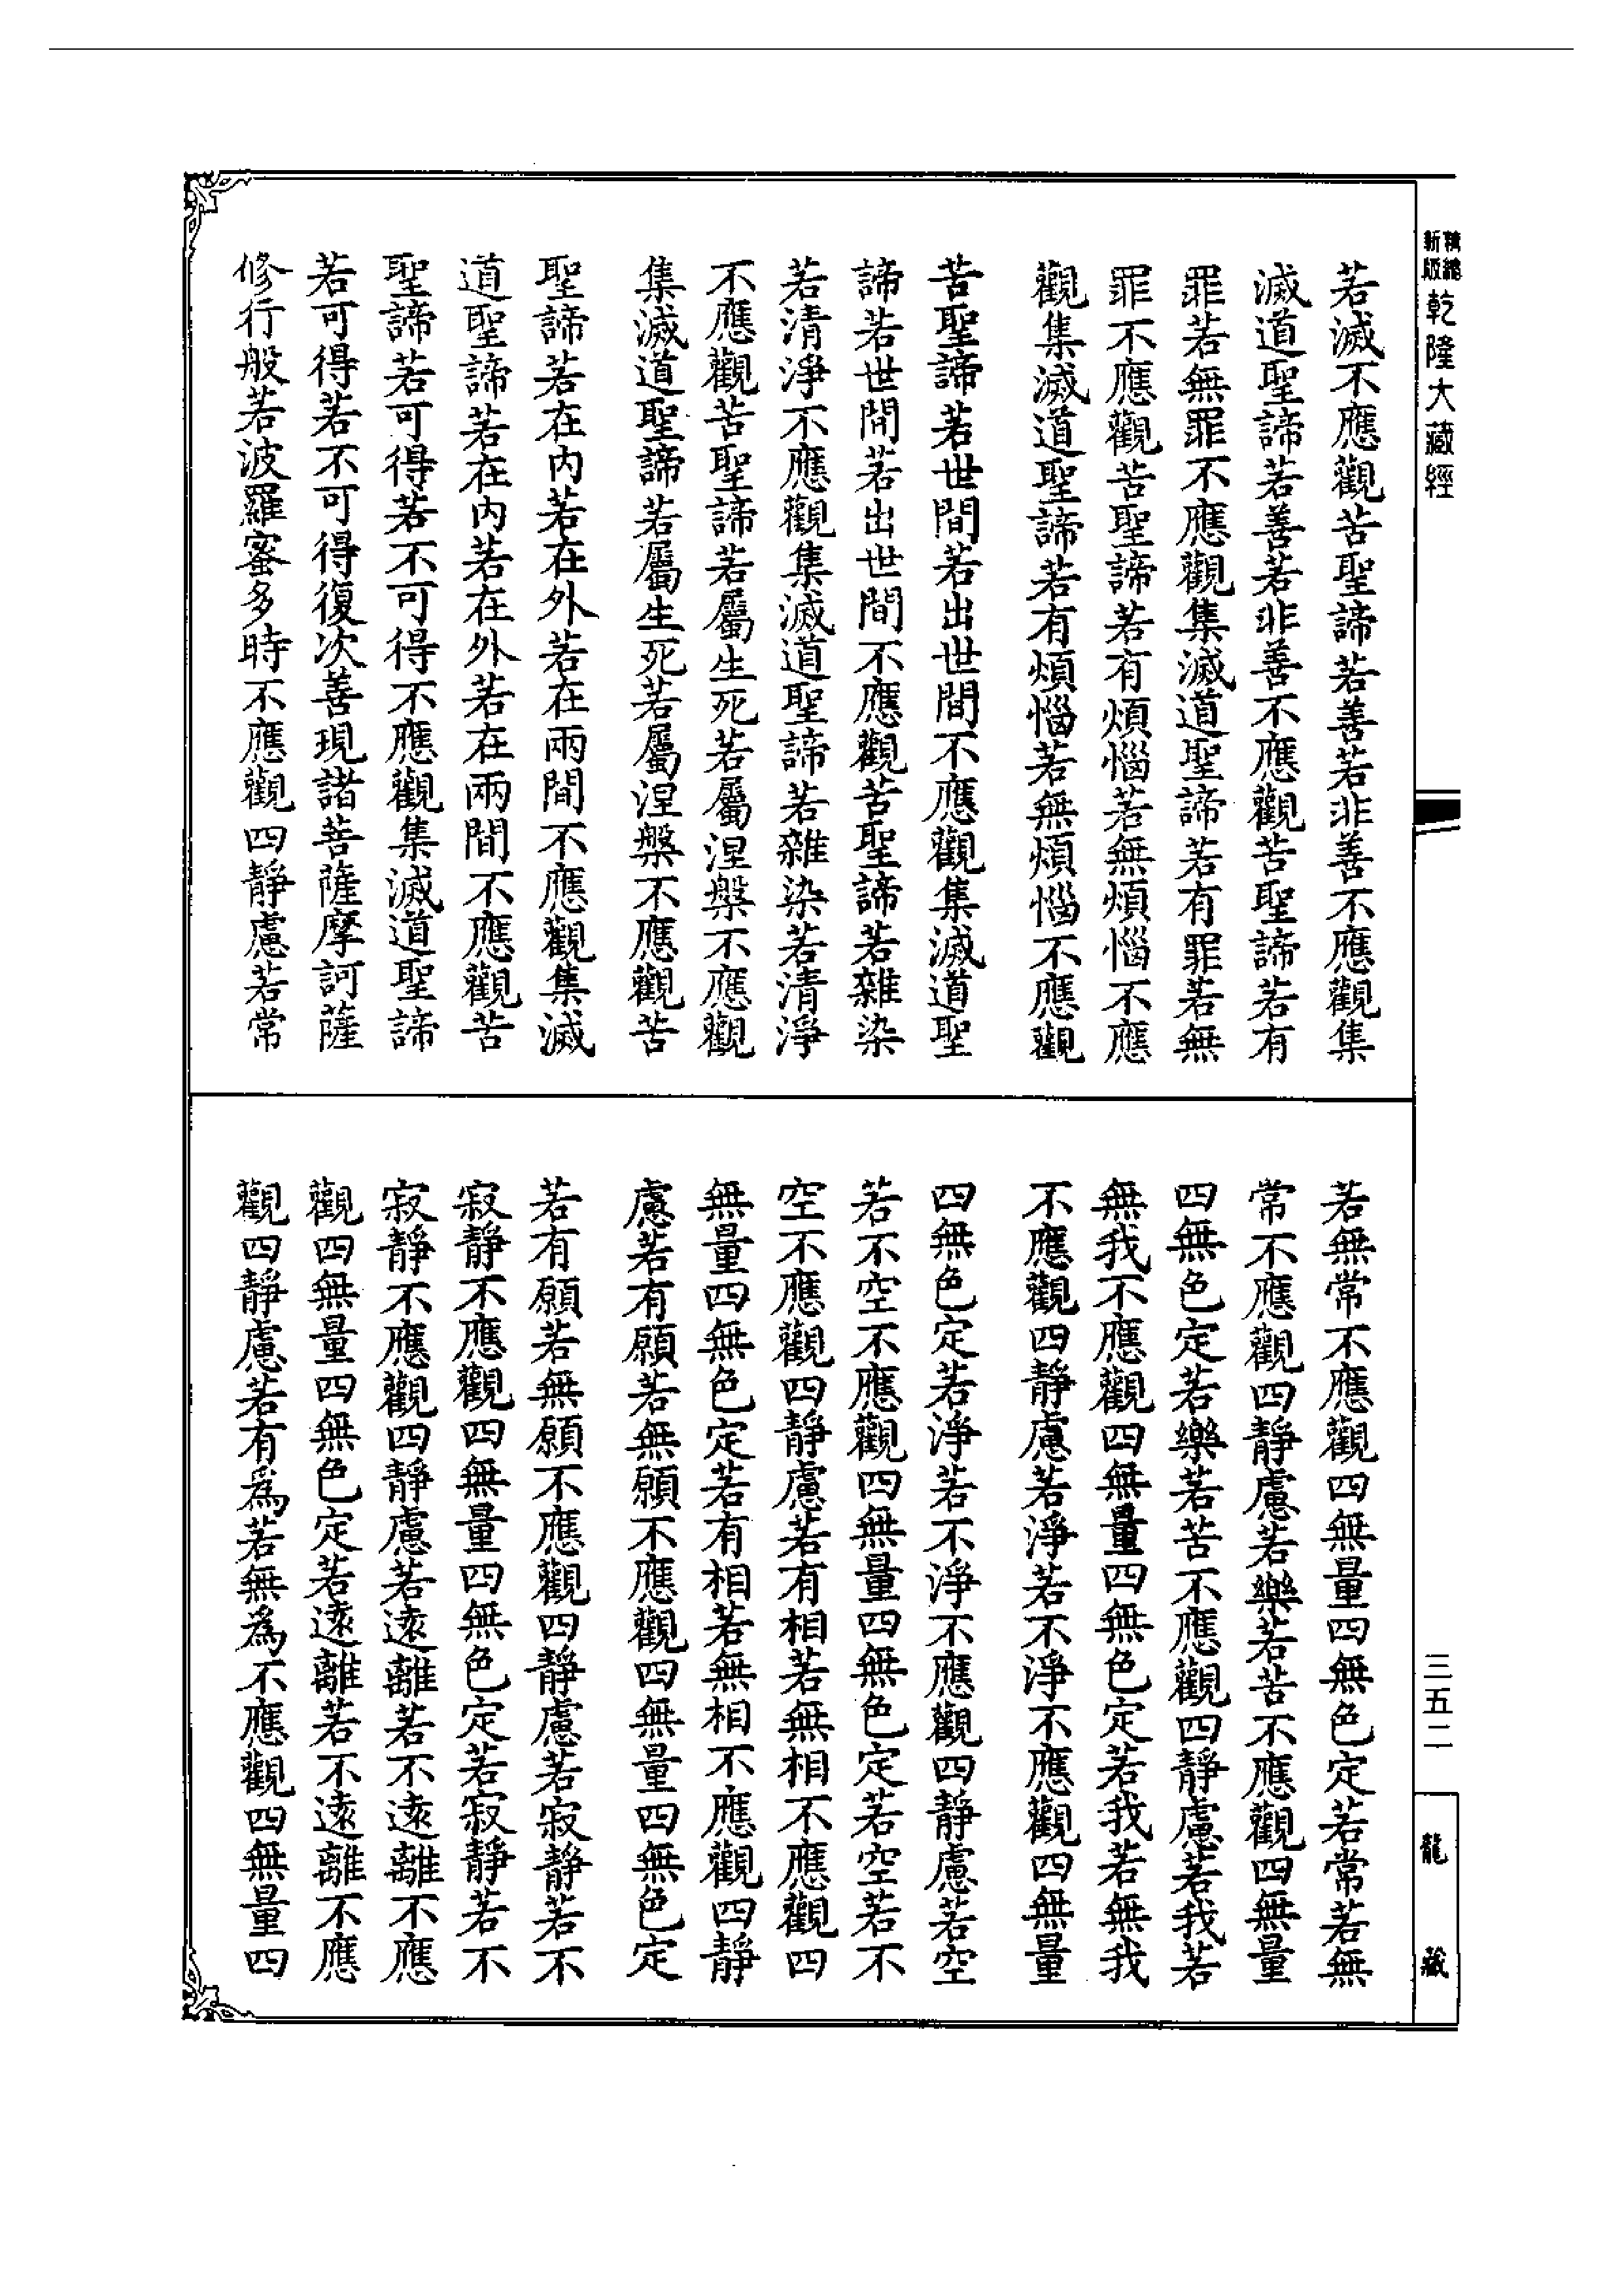 精縮新版乾隆大藏經
若滅不應觀苦聖諦若善若非善不應觀集
滅道聖諦若善若非善不應觀苦聖諦若有
罪若無罪不應觀集滅道聖諦若有罪若無
罪不應觀苦聖諦若有煩惱若無煩惱不應
觀集滅道聖諦若有煩惱若無煩惱不應觀
苦聖諦若世間若出世間不應觀集滅道聖
諦若世間若出世間不應觀苦聖諦若雜染
若清淨不應觀集滅道聖諦若雜染若清淨
不應觀苦聖諦若屬生死若屬涅槃不應觀
集滅道聖諦若屬生死若屬涅槃不應觀苦
聖諦若在內若在外若在兩間不應觀集滅
道聖諦若在內若在外若在兩間不應觀苦
聖諦若可得若不可得不應觀集滅道聖諦
若可得若不可得復次善現諸菩薩摩訶薩
修行般若波羅蜜多時不應觀四靜慮若常
若無常不應觀四無量四無色定若常若無
常不應觀四靜慮若樂若苦不應觀四無量
四無色定若樂若苦不應觀四靜慮若我若
無我不應觀四無量四無色定若我若無我
不應觀四靜慮若淨若不淨不應觀四無量
四無色定若淨若不淨不應觀四靜慮若空
若不空不應觀四無量四無色定若空若不
空不應觀四靜慮若有相若無相不應觀四
無量四無色定若有相若無相不應觀四靜
慮若有願若無願不應觀四無量四無色定
若有願若無願不應觀四靜慮若寂靜若不
寂靜不應觀四無量四無色定若寂靜若不
寂靜不應觀四靜慮若遠離若不遠離不應
觀四無量四無色定若遠離若不遠離不應
觀四靜慮若有為若無為不應觀四無量四
三五二
龍藏